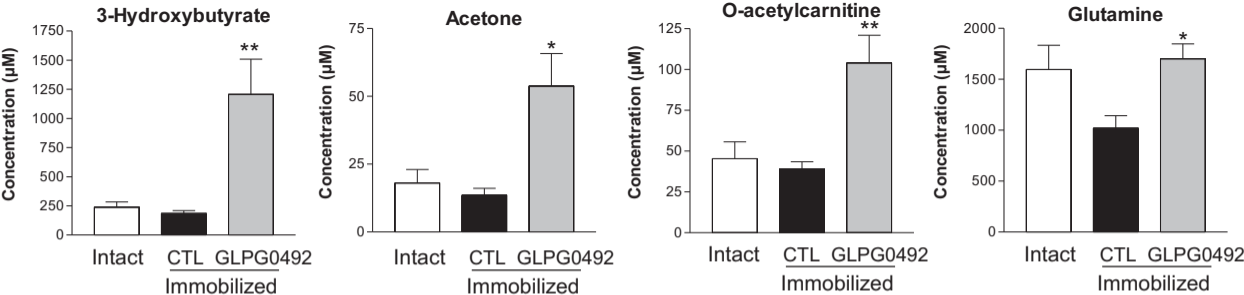 3-Hydroxybutyrate
Concentration (µM)
1750
1500
1250
1000
750
500
250
0
**
Intact
CTL
GLPG0492
Immobilized
Acetone
Concentration (µM)
75
50
25
0
*
Intact
CTL
GLPG0492
Immobilized
O-acetylcarnitine
Concentration (µM)
125
100
75
50
25
0
**
Intact
CTL
GLPG0492
Immobilized
Glutamine
Concentration (µM)
2000
1500
1000
500
0
*
Intact
CTL
GLPG0492
Immobilized